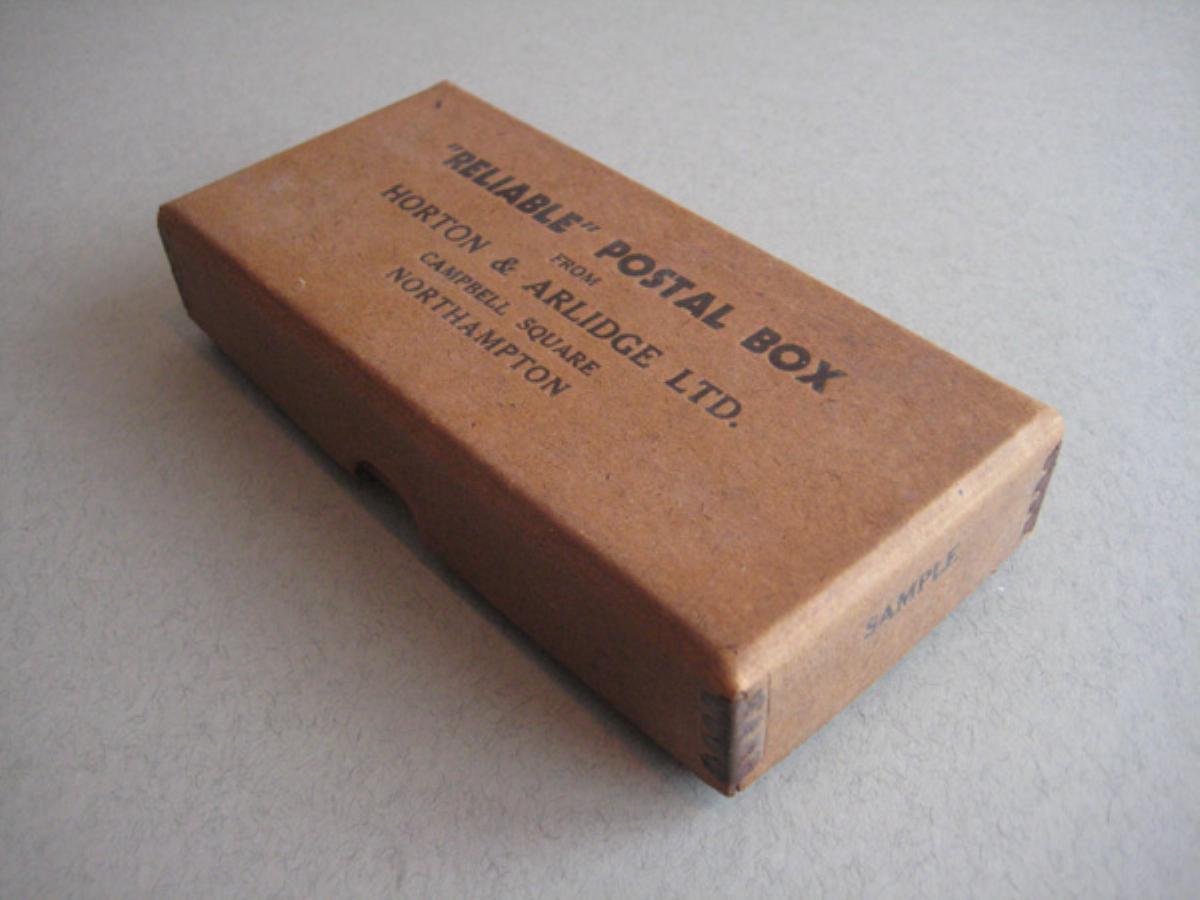 "RELIABLE" POSTAL BOX
FROM
HORTON & ARLIDGE LTD.
CAMPBELL SQUARE
NORTHAMPTON
SAMPLE